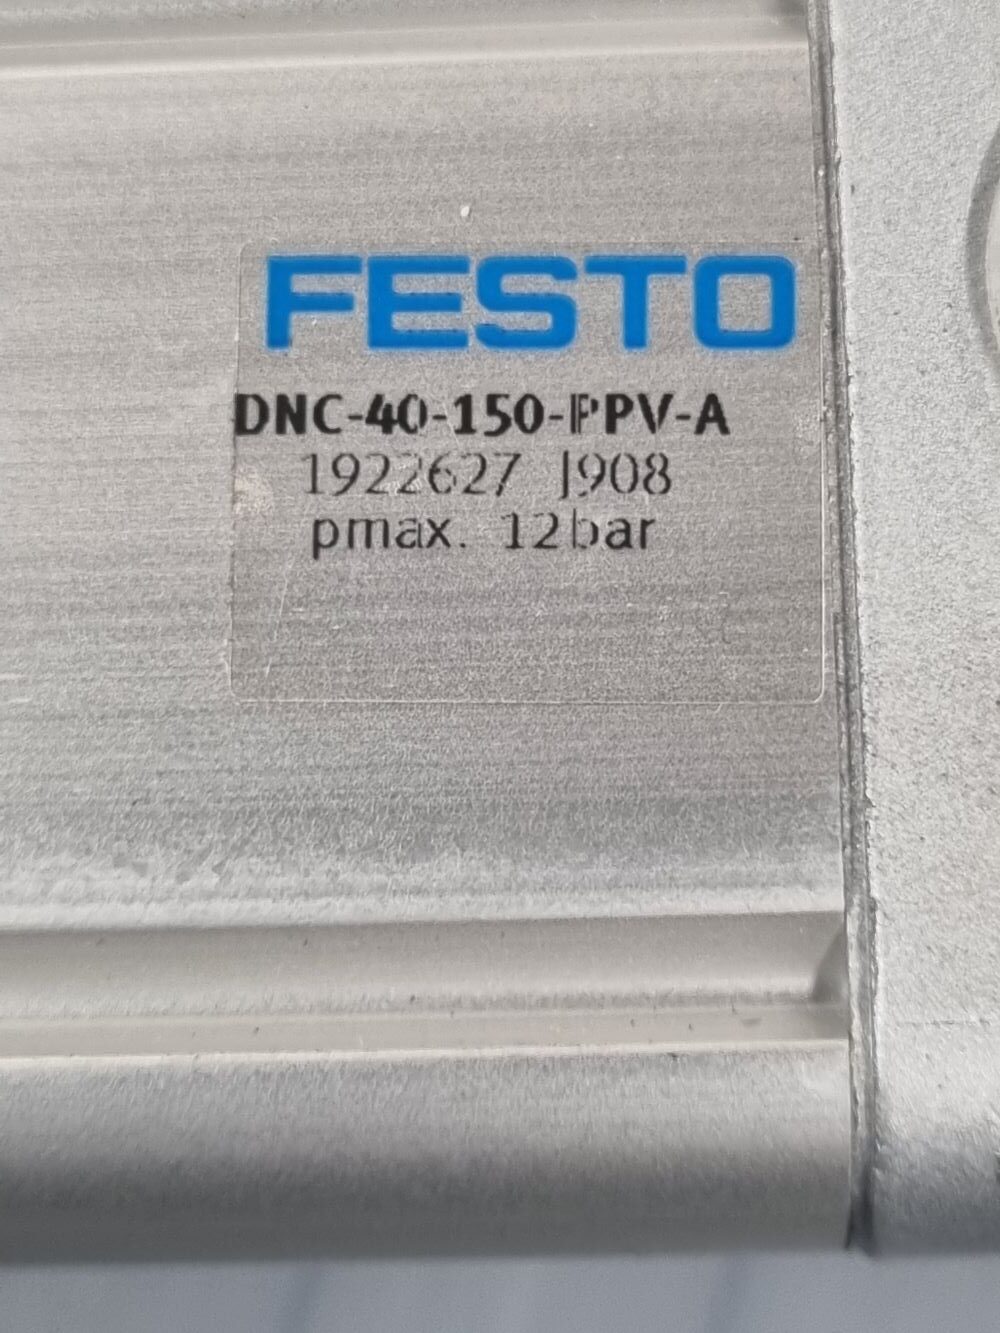 FESTO
DNC-40-150-PPV-A
1922627 J908
pmax. 12bar